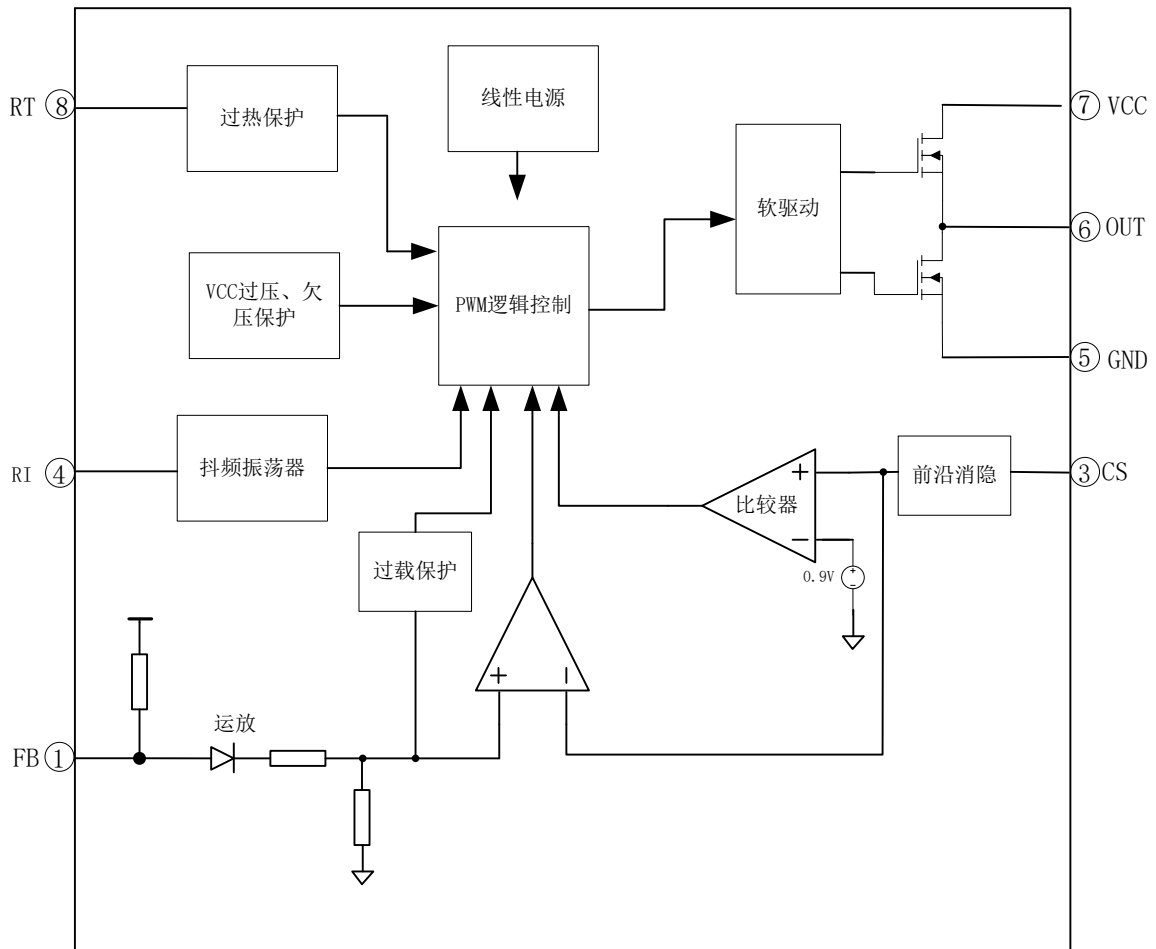 RT ⑧
过热保护
线性电源
⑦ VCC
软驱动
⑥ OUT
VCC过压、欠
压保护
PWM逻辑控制
⑤ GND
RI ④
抖频振荡器
+
比较器
−
0.9V
+
−
前沿消隐
③ CS
过载保护
+
−
运放
FB ①